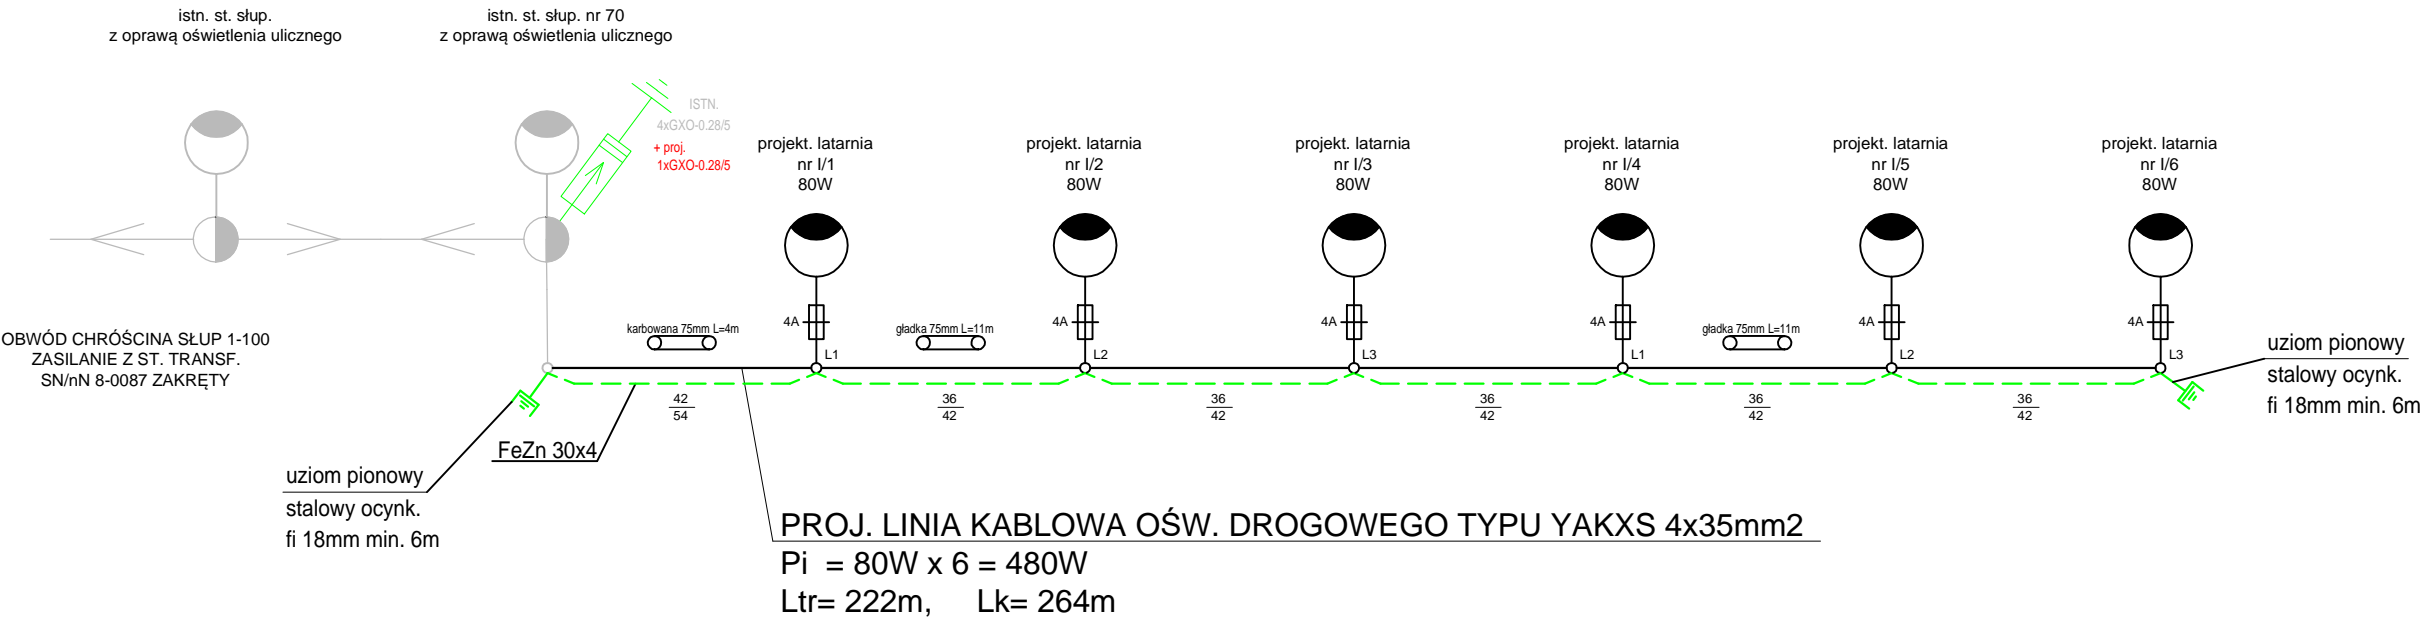 istn. st. słup.
z oprawą oświetlenia ulicznego
istn. st. słup. nr 70
z oprawą oświetlenia ulicznego
ISTN.
4xGXO-0.28/5
+ proj.
1xGXO-0.28/5
projekt. latarnia
nr I/1
80W
projekt. latarnia
nr I/2
80W
projekt. latarnia
nr I/3
80W
projekt. latarnia
nr I/4
80W
projekt. latarnia
nr I/5
80W
projekt. latarnia
nr I/6
80W
OBWÓD CHRÓŚCINA SŁUP 1-100
ZASILANIE Z ST. TRANSF.
SN/nN 8-0087 ZAKRĘTY
karbowana 75mm L=4m
4A
L1
gładka 75mm L=11m
4A
L2
4A
L3
4A
L1
gładka 75mm L=11m
4A
L2
4A
L3
42
54
36
42
36
42
36
42
36
42
36
42
uziom pionowy
stalowy ocynk.
fi 18mm min. 6m
FeZn 30x4
uziom pionowy
stalowy ocynk.
fi 18mm min. 6m
PROJ. LINIA KABLOWA OŚW. DROGOWEGO TYPU YAKXS 4x35mm2
Pi = 80W x 6 = 480W
Ltr= 222m, Lk= 264m